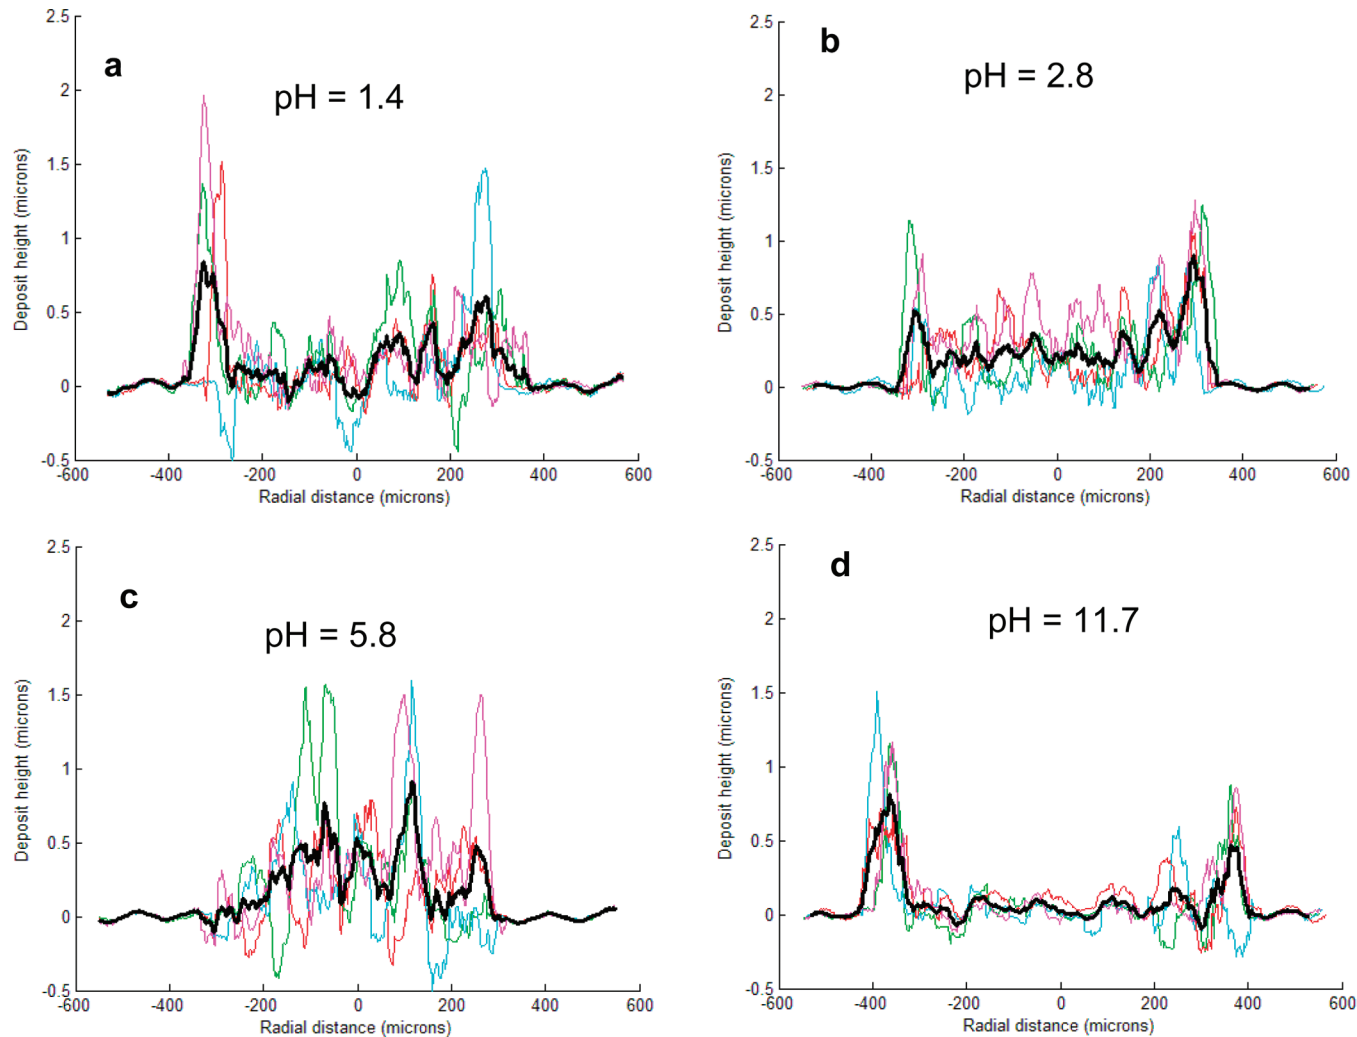 a
pH = 1.4
2.5
2
1.5
1
0.5
0
-0.5
Deposit height (microns)
-600 -400 -200 0 200 400 600
Radial distance (microns)
b
pH = 2.8
2.5
2
1.5
1
0.5
0
-0.5
Deposit height (microns)
-600 -400 -200 0 200 400 600
Radial distance (microns)
c
pH = 5.8
2.5
2
1.5
1
0.5
0
-0.5
Deposit height (microns)
-600 -400 -200 0 200 400 600
Radial distance (microns)
d
pH = 11.7
2.5
2
1.5
1
0.5
0
-0.5
Deposit height (microns)
-600 -400 -200 0 200 400 600
Radial distance (microns)